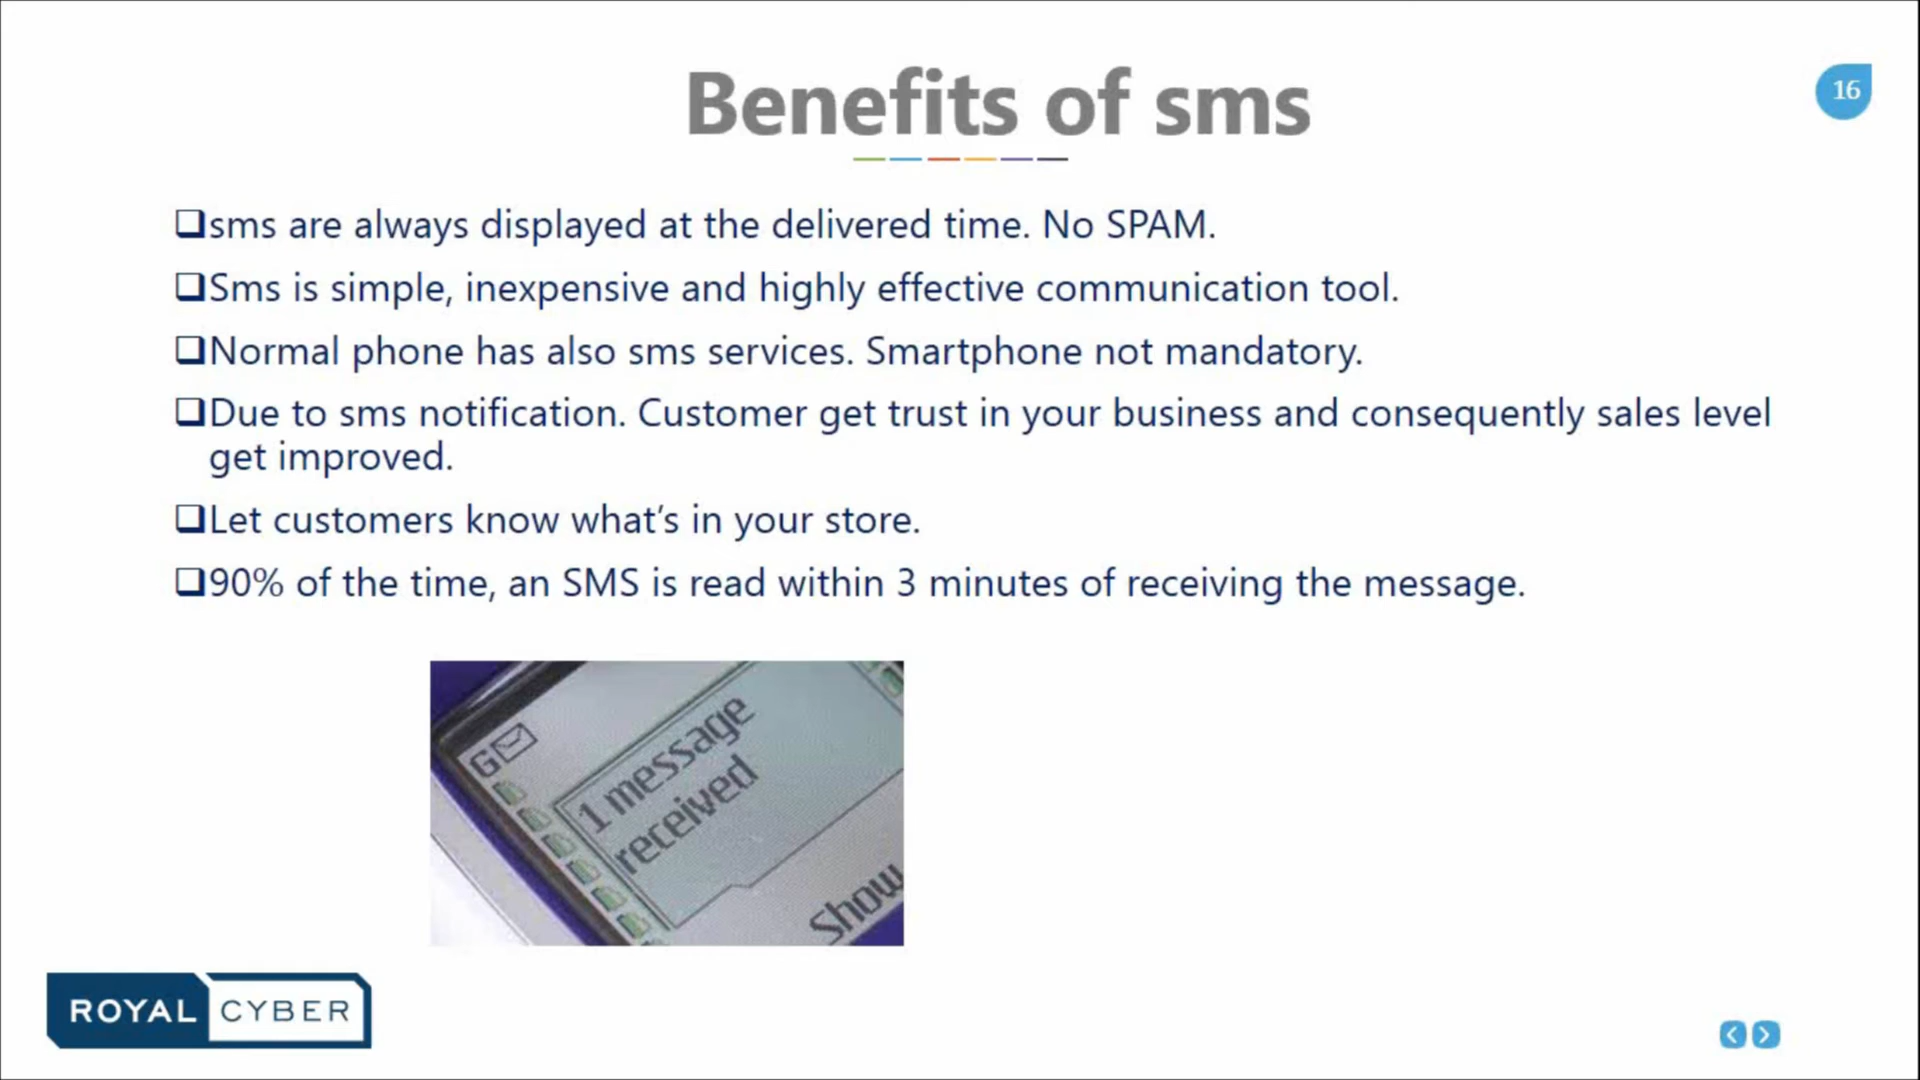 Benefits of sms
16
sms are always displayed at the delivered time. No SPAM.
Sms is simple, inexpensive and highly effective communication tool.
Normal phone has also sms services. Smartphone not mandatory.
Due to sms notification. Customer get trust in your business and consequently sales level
get improved.
Let customers know what’s in your store.
90% of the time, an SMS is read within 3 minutes of receiving the message.
G
1 message
received
Show
ROYAL CYBER